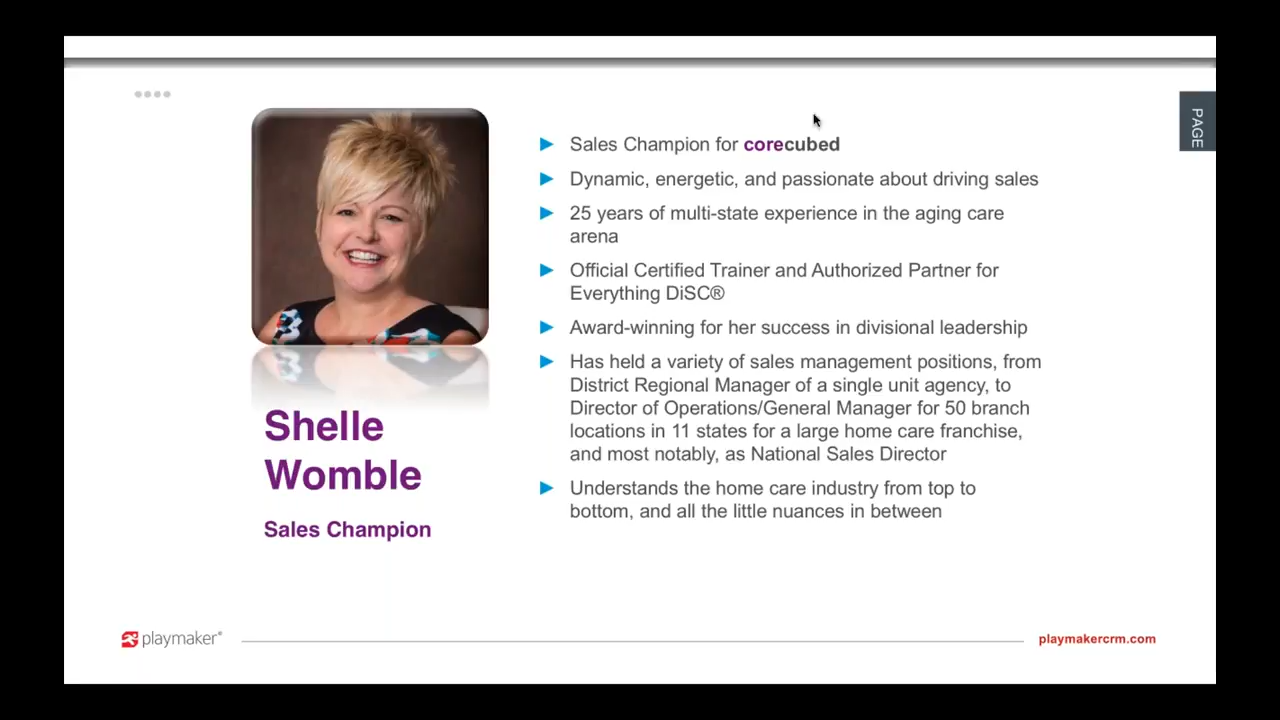 PAGE
Sales Champion for corecubed
Dynamic, energetic, and passionate about driving sales
25 years of multi-state experience in the aging care
arena
Official Certified Trainer and Authorized Partner for
Everything DiSC®
Award-winning for her success in divisional leadership
Has held a variety of sales management positions, from
District Regional Manager of a single unit agency, to
Director of Operations/General Manager for 50 branch
locations in 11 states for a large home care franchise,
and most notably, as National Sales Director
Understands the home care industry from top to
bottom, and all the little nuances in between
Shelle
Womble
Sales Champion
playmaker®
playmakercrm.com